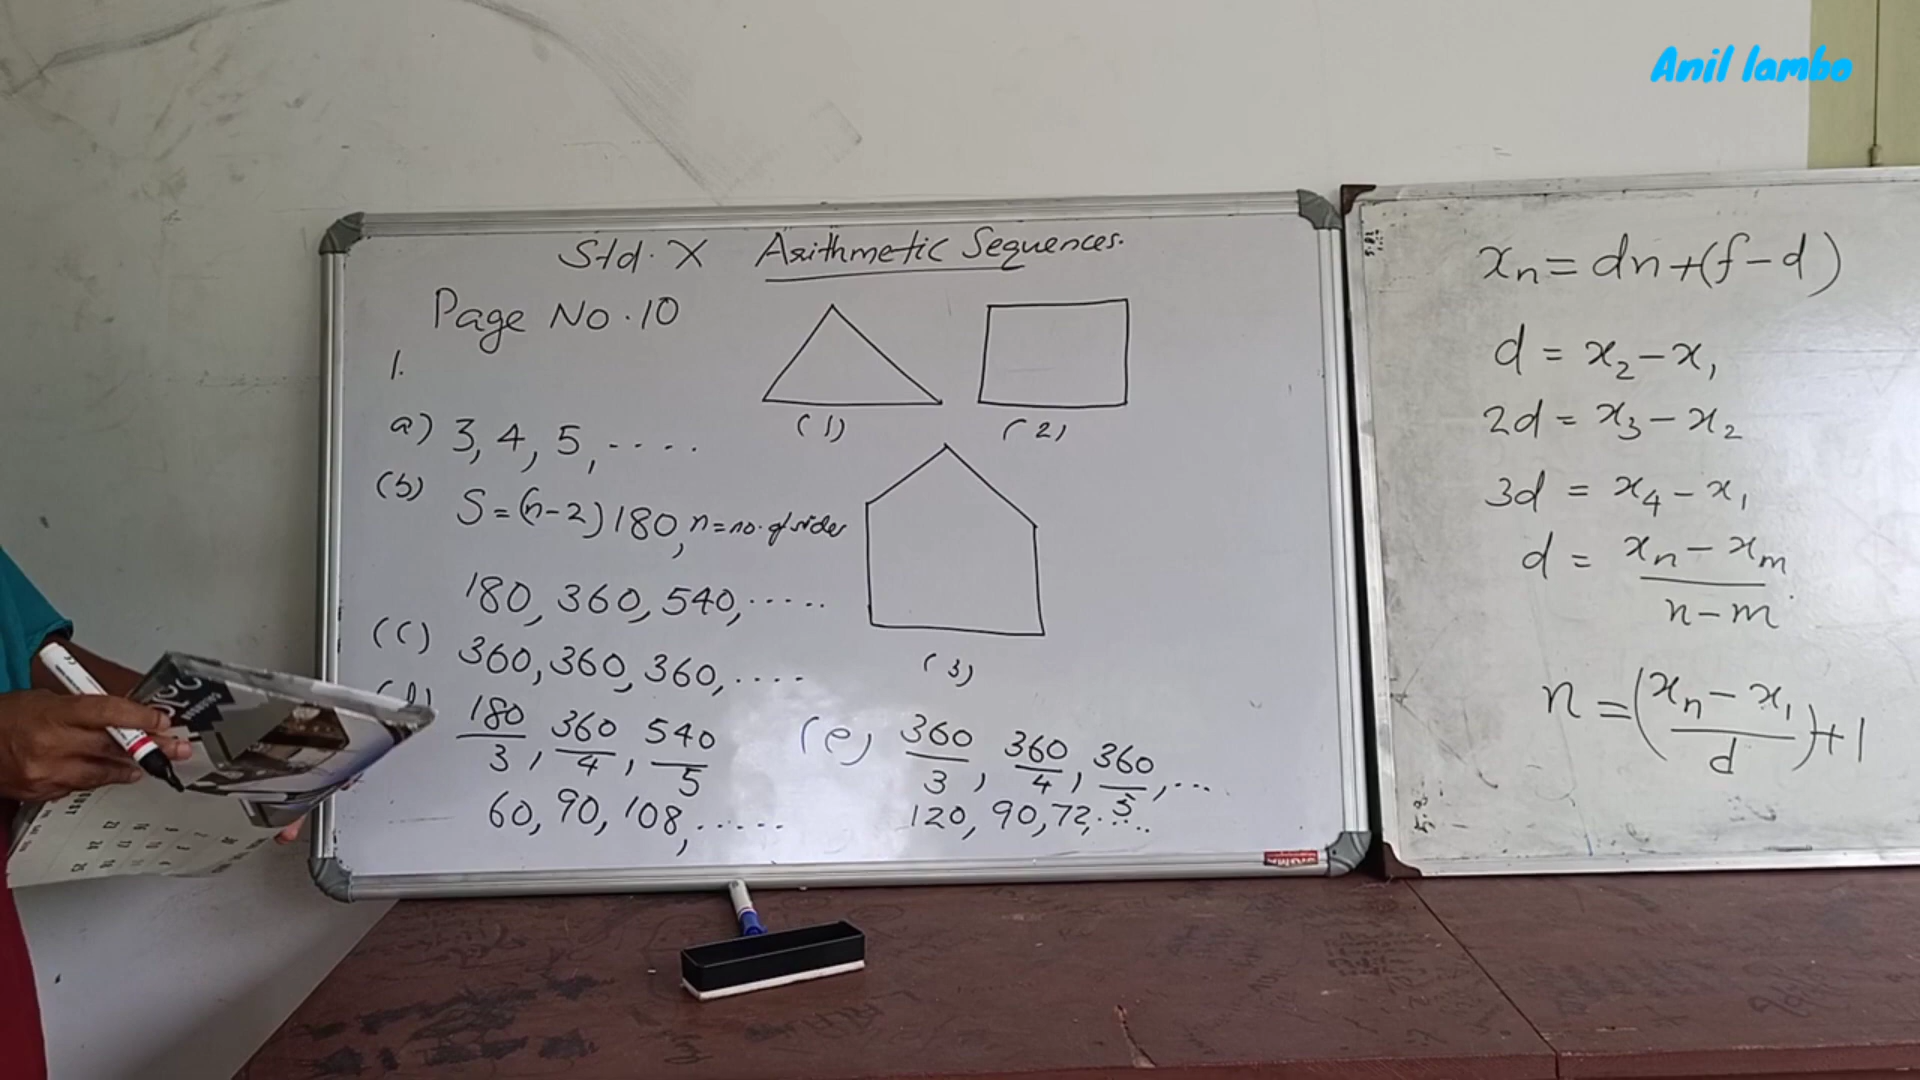 Anil lambo
Std. X Arithmetic Sequences.
Page No. 10
1.
(1)
(2)
a) 3, 4, 5, ....
(b) S = (n-2)180, n = no. of sides
180, 360, 540, .....
(3)
(c) 360, 360, 360, ....
180/3, 360/4, 540/5
60, 90, 108, .....
(e) 360/3, 360/4, 360/5, ...
120, 90, 72, .....
xn = dn + (f - d)
d = x2 - x1
2d = x3 - x2
3d = x4 - x1
d = xn - xm / n - m
n = (xn - x1 / d) + 1